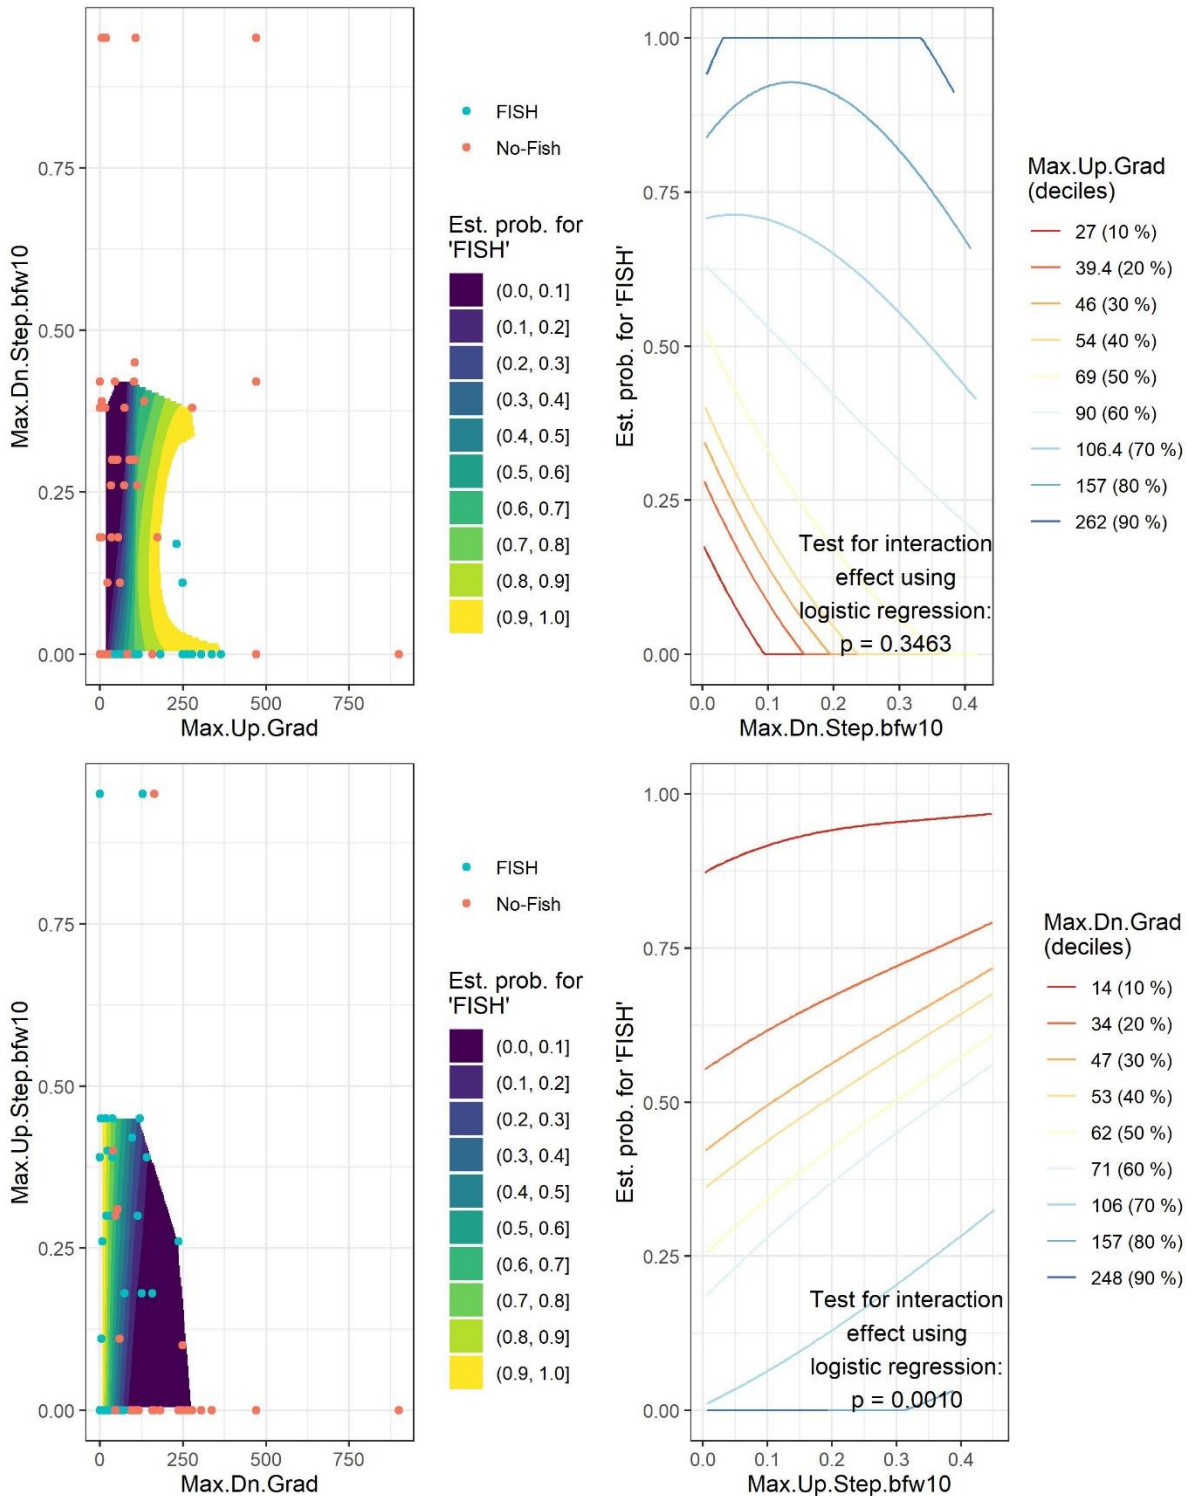 Max.Dn.Step.bfw10
0.75
0.50
0.25
0.00
0
250
500
750
Max.Up.Grad
FISH
No-Fish
Est. prob. for
'FISH'
(0.0, 0.1]
(0.1, 0.2]
(0.2, 0.3]
(0.3, 0.4]
(0.4, 0.5]
(0.5, 0.6]
(0.6, 0.7]
(0.7, 0.8]
(0.8, 0.9]
(0.9, 1.0]
Est. prob. for 'FISH'
1.00
0.75
0.50
0.25
0.00
Test for interaction
effect using
logistic regression:
p = 0.3463
0.0
0.1
0.2
0.3
0.4
Max.Dn.Step.bfw10
Max.Up.Grad
(deciles)
27 (10 %)
39.4 (20 %)
46 (30 %)
54 (40 %)
69 (50 %)
90 (60 %)
106.4 (70 %)
157 (80 %)
262 (90 %)
Max.Up.Step.bfw10
0.75
0.50
0.25
0.00
0
250
500
750
Max.Dn.Grad
FISH
No-Fish
Est. prob. for
'FISH'
(0.0, 0.1]
(0.1, 0.2]
(0.2, 0.3]
(0.3, 0.4]
(0.4, 0.5]
(0.5, 0.6]
(0.6, 0.7]
(0.7, 0.8]
(0.8, 0.9]
(0.9, 1.0]
Est. prob. for 'FISH'
1.00
0.75
0.50
0.25
0.00
Test for interaction
effect using
logistic regression:
p = 0.0010
0.0
0.1
0.2
0.3
0.4
Max.Up.Step.bfw10
Max.Dn.Grad
(deciles)
14 (10 %)
34 (20 %)
47 (30 %)
53 (40 %)
62 (50 %)
71 (60 %)
106 (70 %)
157 (80 %)
248 (90 %)